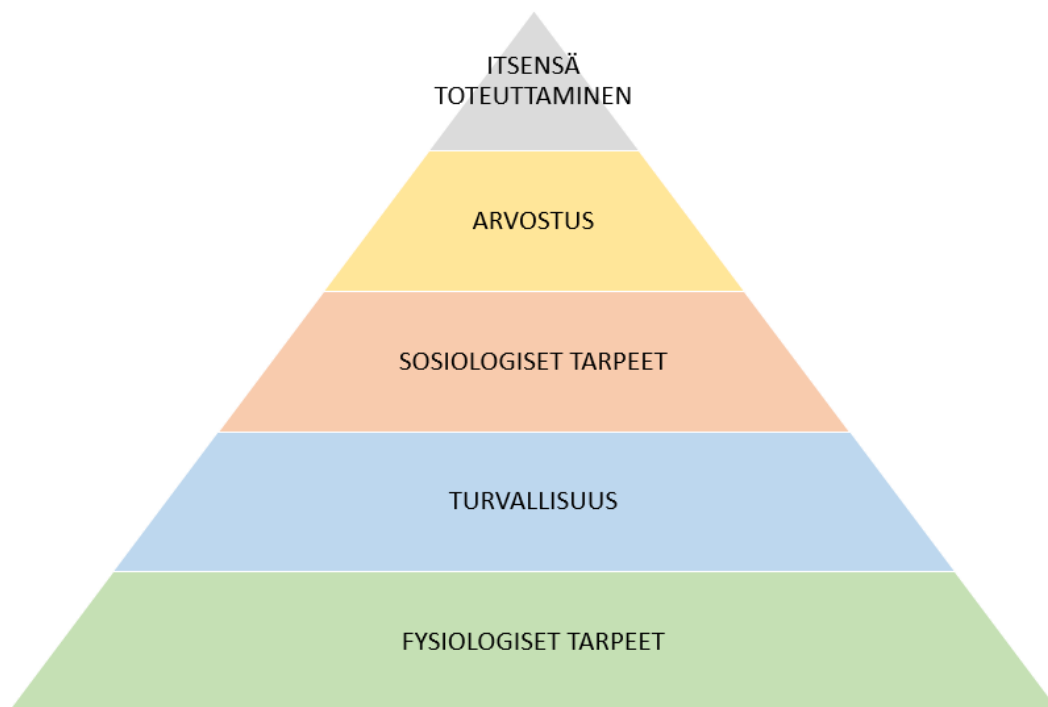 ITSENSÄ
TOTEUTTAMINEN
ARVOSTUS
SOSIOLOGISET TARPEET
TURVALLISUUS
FYSIOLOGISET TARPEET